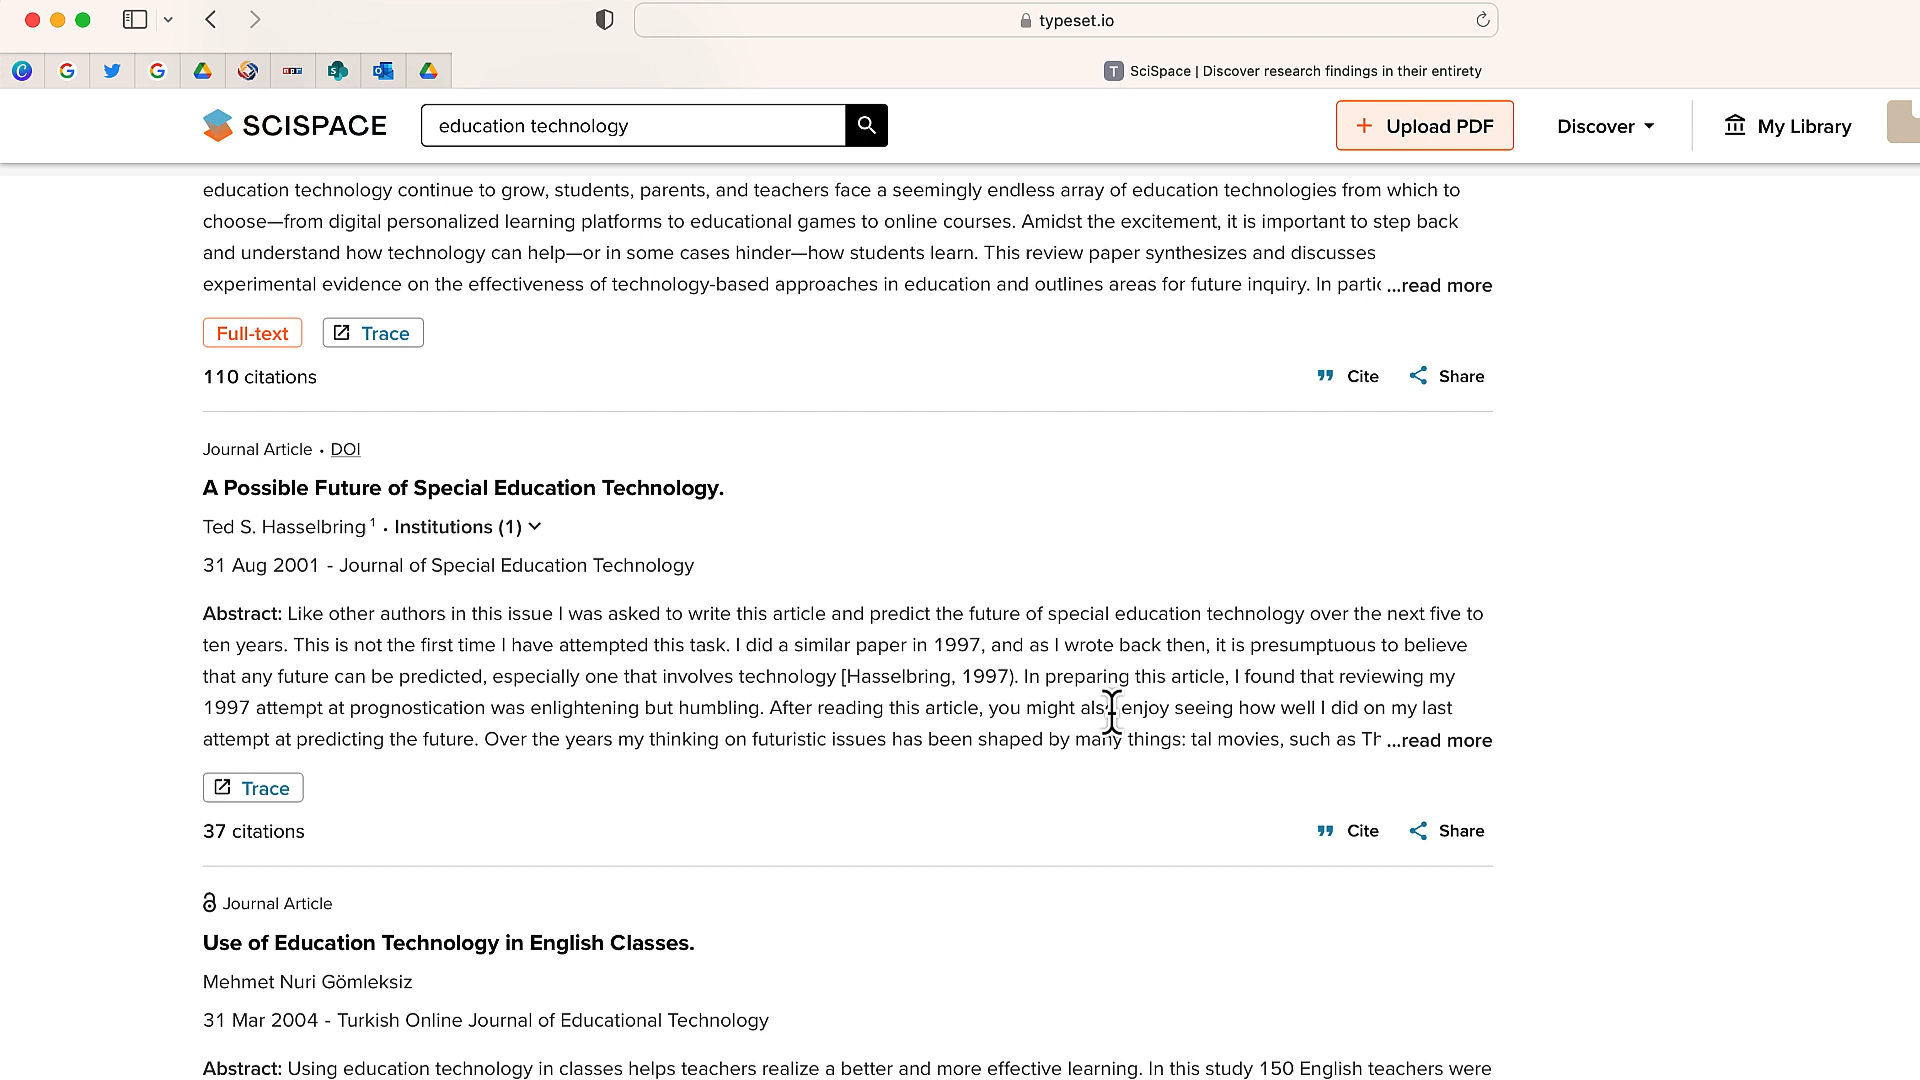 typeset.io
SciSpace | Discover research findings in their entirety
SCISPACE
education technology
+ Upload PDF
Discover
My Library
education technology continue to grow, students, parents, and teachers face a seemingly endless array of education technologies from which to
choose—from digital personalized learning platforms to educational games to online courses. Amidst the excitement, it is important to step back
and understand how technology can help—or in some cases hinder—how students learn. This review paper synthesizes and discusses
experimental evidence on the effectiveness of technology-based approaches in education and outlines areas for future inquiry. In partic ...read more
Full-text
Trace
110 citations
Cite
Share
Journal Article • DOI
A Possible Future of Special Education Technology.
Ted S. Hasselbring 1 • Institutions (1)
31 Aug 2001 - Journal of Special Education Technology
Abstract: Like other authors in this issue I was asked to write this article and predict the future of special education technology over the next five to
ten years. This is not the first time I have attempted this task. I did a similar paper in 1997, and as I wrote back then, it is presumptuous to believe
that any future can be predicted, especially one that involves technology [Hasselbring, 1997). In preparing this article, I found that reviewing my
1997 attempt at prognostication was enlightening but humbling. After reading this article, you might also enjoy seeing how well I did on my last
attempt at predicting the future. Over the years my thinking on futuristic issues has been shaped by many things: tal movies, such as Th ...read more
Trace
37 citations
Cite
Share
Journal Article
Use of Education Technology in English Classes.
Mehmet Nuri Gömleksiz
31 Mar 2004 - Turkish Online Journal of Educational Technology
Abstract: Using education technology in classes helps teachers realize a better and more effective learning. In this study 150 English teachers were